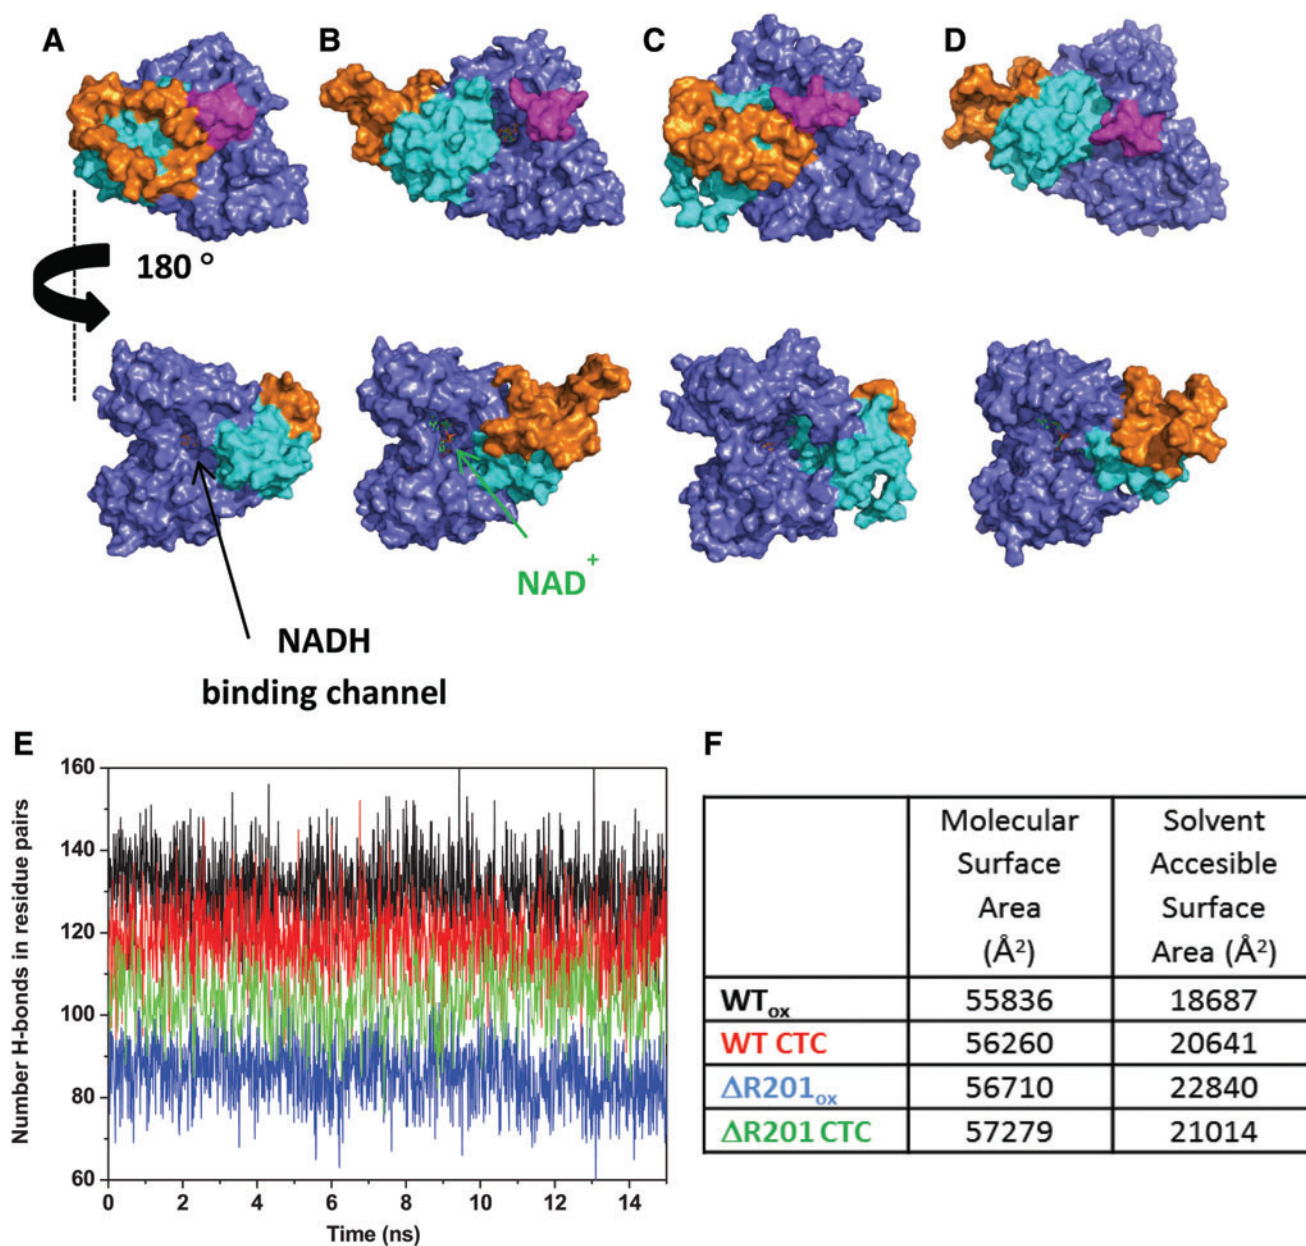 A B C D
180 °
NAD+
NADH
binding channel
E
Number H-bonds in residue pairs
160
140
120
100
80
60
0 2 4 6 8 10 12 14
Time (ns)
F
Molecular Surface Area (Å²)
Solvent Accesible Surface Area (Å²)
WTox 55836 18687
WT CTC 56260 20641
ΔR201ox 56710 22840
ΔR201 CTC 57279 21014